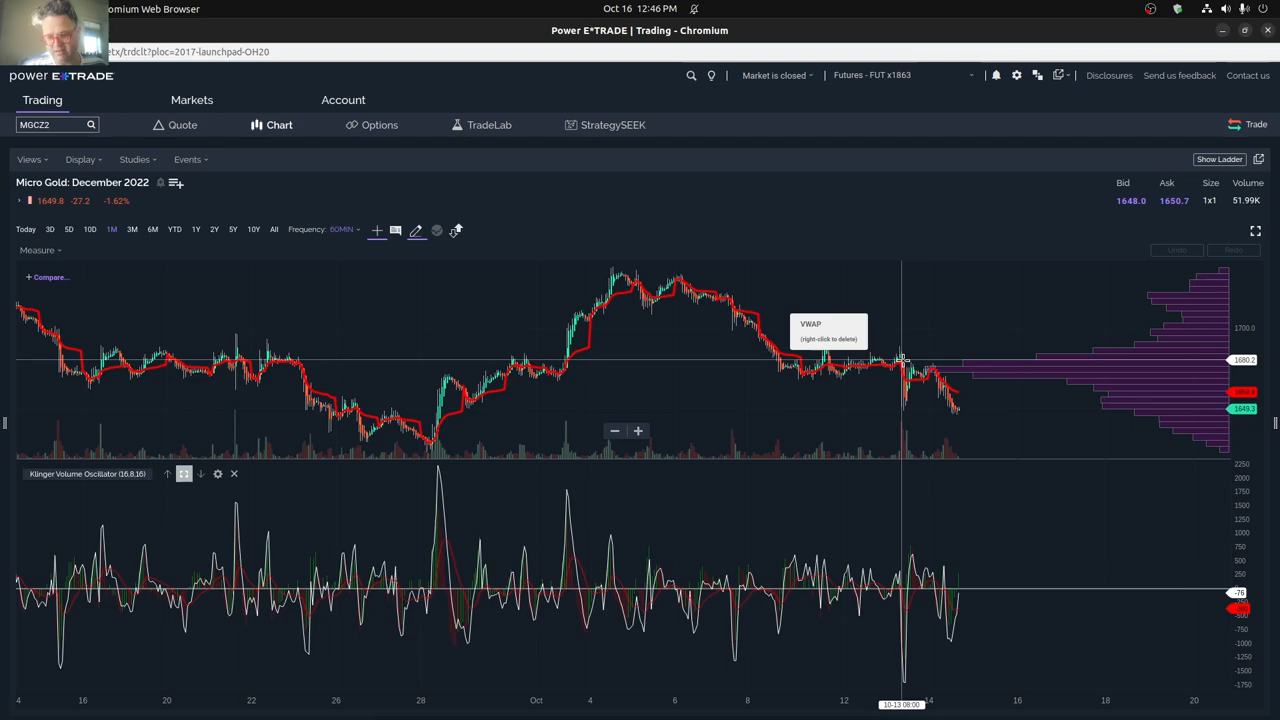 omium Web Browser
Oct 16 12:46 PM
Power E*TRADE | Trading - Chromium
etx/trdclt?ploc=2017-launchpad-OH20
power E*TRADE
Market is closed
Futures - FUT x1863
Disclosures
Send us feedback
Contact us
Trading
Markets
Account
MGCZ2
Quote
Chart
Options
TradeLab
StrategySEEK
Trade
Views
Display
Studies
Events
Show Ladder
Micro Gold: December 2022
Bid
Ask
Size
Volume
1649.8 -27.2 -1.62%
1648.0
1650.7
1x1
51.99K
Today 3D 5D 10D 1M 3M 6M YTD 1Y 2Y 5Y 10Y All Frequency: 60MIN
Measure
Undo
Redo
+ Compare...
VWAP
(right-click to delete)
1700.0
1680.2
1649.3
Klinger Volume Oscillator (16,8,16)
2250
2000
1750
1500
1250
1000
750
500
250
-76
-750
-1000
-1250
-1500
-1750
4 16 20 22 26 28 Oct 4 6 8 12 14 16 18 20
10-13 08:00